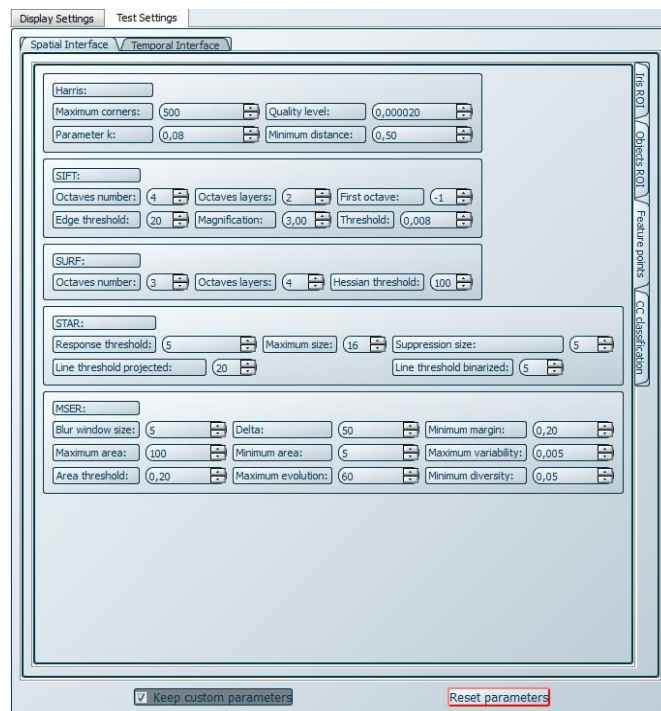 Display Settings Test Settings
Spatial Interface Temporal Interface
Harris:
Maximum corners: 500 Quality level: 0,000020
Parameter k: 0,08 Minimum distance: 0,50
SIFT:
Octaves number: 4 Octaves layers: 2 First octave: -1
Edge threshold: 20 Magnification: 3,00 Threshold: 0,008
SURF:
Octaves number: 3 Octaves layers: 4 Hessian threshold: 100
STAR:
Response threshold: 5 Maximum size: 16 Suppression size: 5
Line threshold projected: 20 Line threshold binarized: 5
MSER:
Blur window size: 5 Delta: 50 Minimum margin: 0,20
Maximum area: 100 Minimum area: 5 Maximum variability: 0,005
Area threshold: 0,20 Maximum evolution: 60 Minimum diversity: 0,05
Iris ROI
Objects ROI
Feature points
CC classification
Keep custom parameters Reset parameters